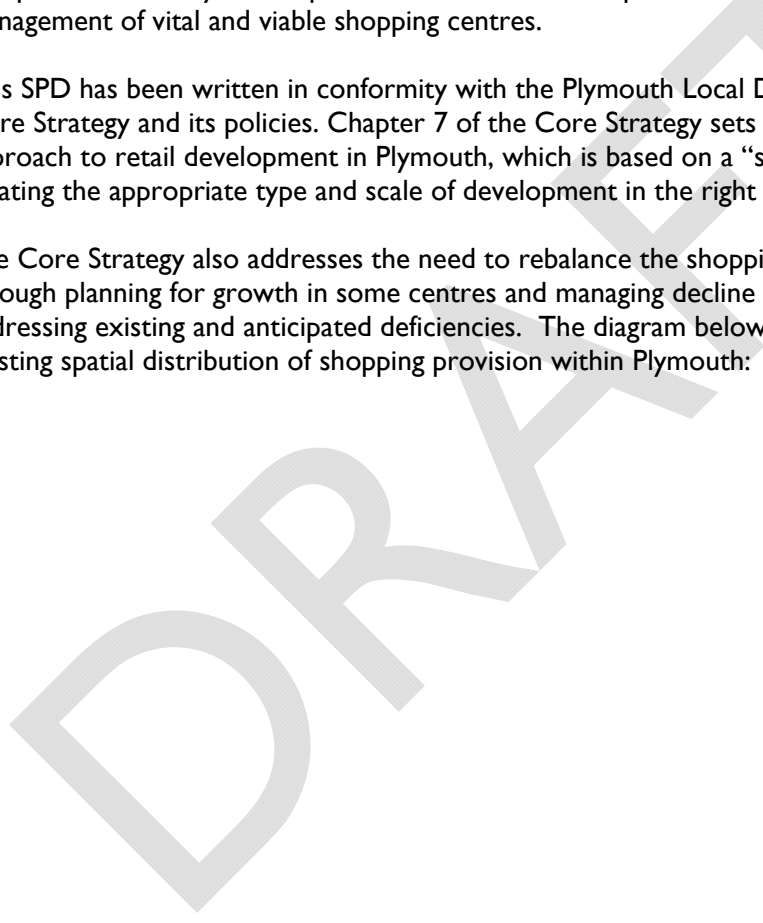 nagement of vital and viable shopping centres.
s SPD has been written in conformity with the Plymouth Local D
re Strategy and its policies. Chapter 7 of the Core Strategy sets
proach to retail development in Plymouth, which is based on a “s
ating the appropriate type and scale of development in the right
e Core Strategy also addresses the need to rebalance the shoppi
ough planning for growth in some centres and managing decline
dressing existing and anticipated deficiencies. The diagram below
sting spatial distribution of shopping provision within Plymouth:
DRAF